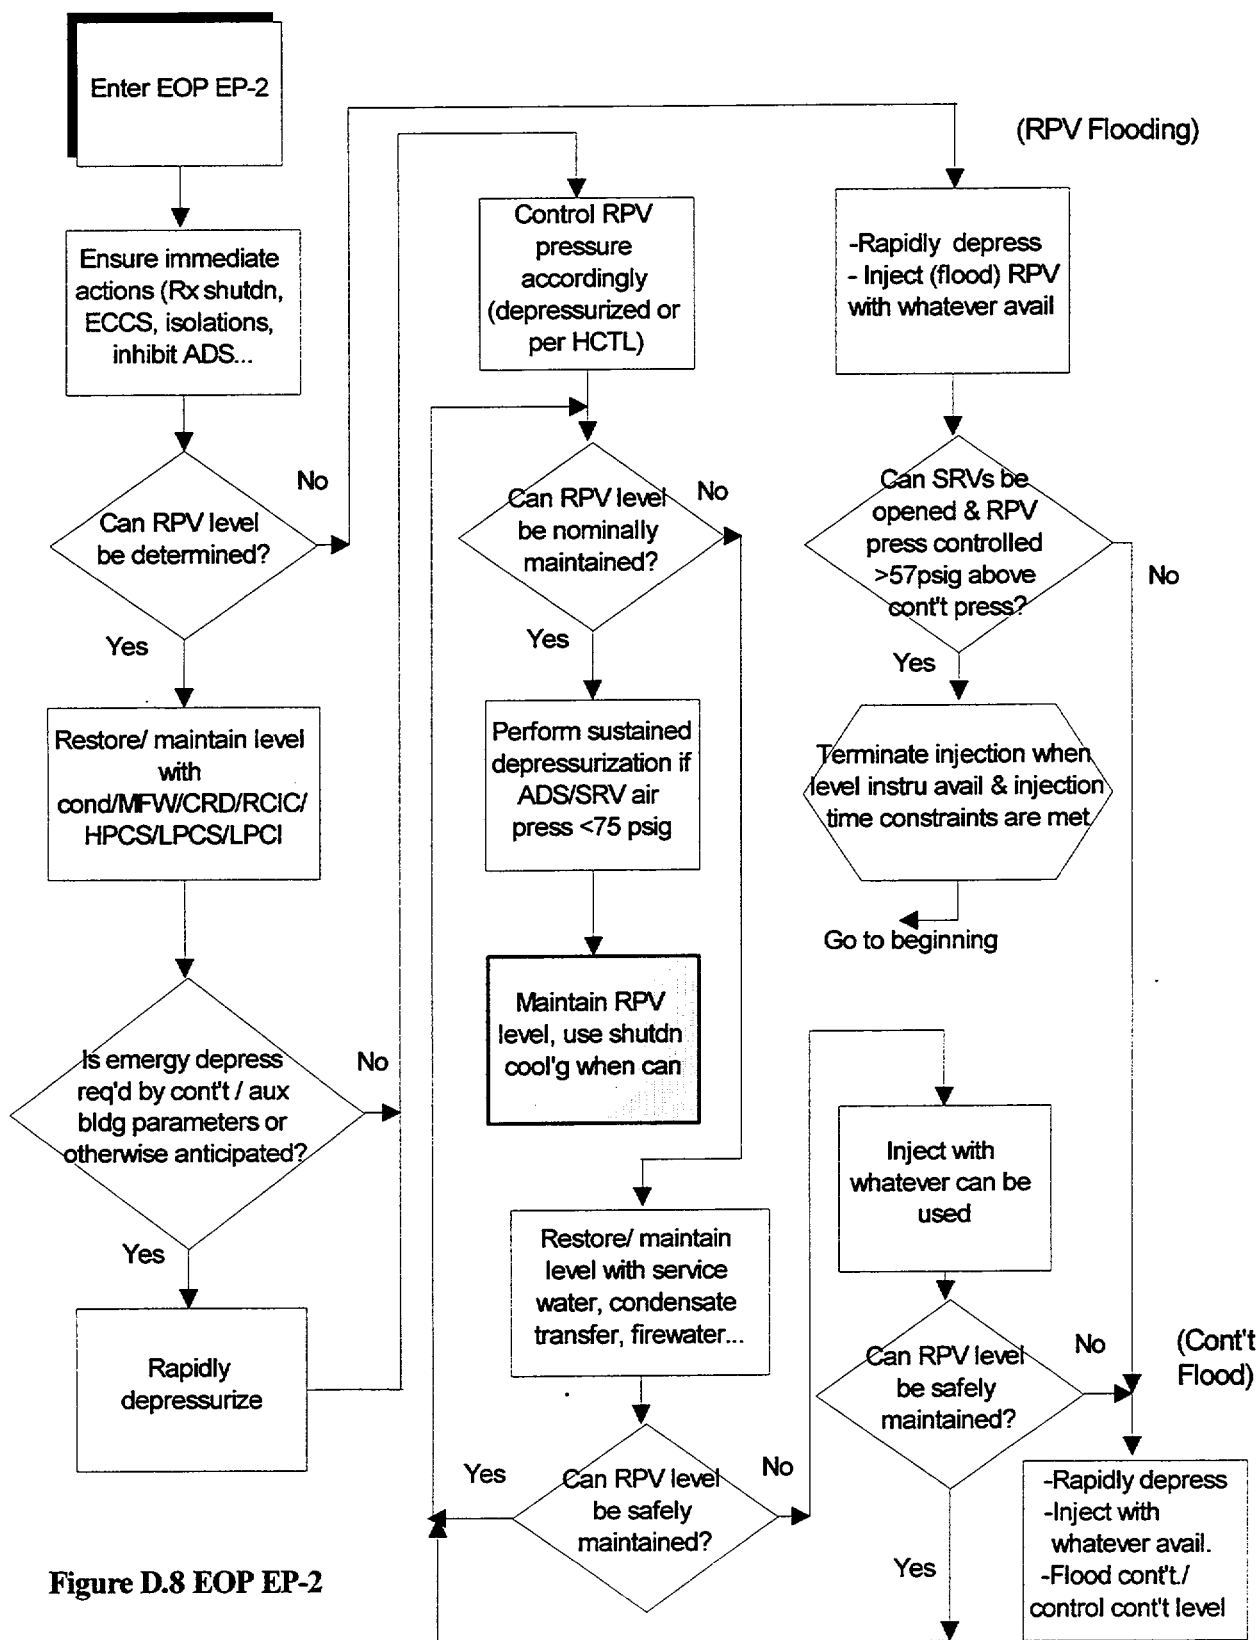 Enter EOP EP-2
Ensure immediate
actions (Rx shutdn,
ECCS, isolations,
inhibit ADS...
No
Can RPV level
be determined?
Yes
Restore/ maintain level
with
cond/MFW/CRD/RCIC/
HPCS/LPCS/LPCI
Is emergy depress
req'd by cont't / aux
bldg parameters or
otherwise anticipated?
No
Yes
Rapidly
depressurize
Control RPV
pressure
accordingly
(depressurized or
per HCTL)
Can RPV level
be nominally
maintained?
No
Yes
Perform sustained
depressurization if
ADS/SRV air
press <75 psig
Maintain RPV
level, use shutdn
cool'g when can
Restore/ maintain
level with service
water, condensate
transfer, firewater...
Yes
Can RPV level
be safely
maintained?
No
(RPV Flooding)
-Rapidly depress
- Inject (flood) RPV
with whatever avail
Can SRVs be
opened & RPV
press controlled
>57psig above
cont't press?
No
Yes
Terminate injection when
level instru avail & injection
time constraints are met
Go to beginning
Inject with
whatever can be
used
Can RPV level
be safely
maintained?
No
Yes
(Cont't
Flood)
-Rapidly depress
-Inject with
whatever avail.
-Flood cont't./
control cont't level
Figure D.8 EOP EP-2